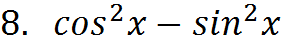 8. cos²x − sin²x